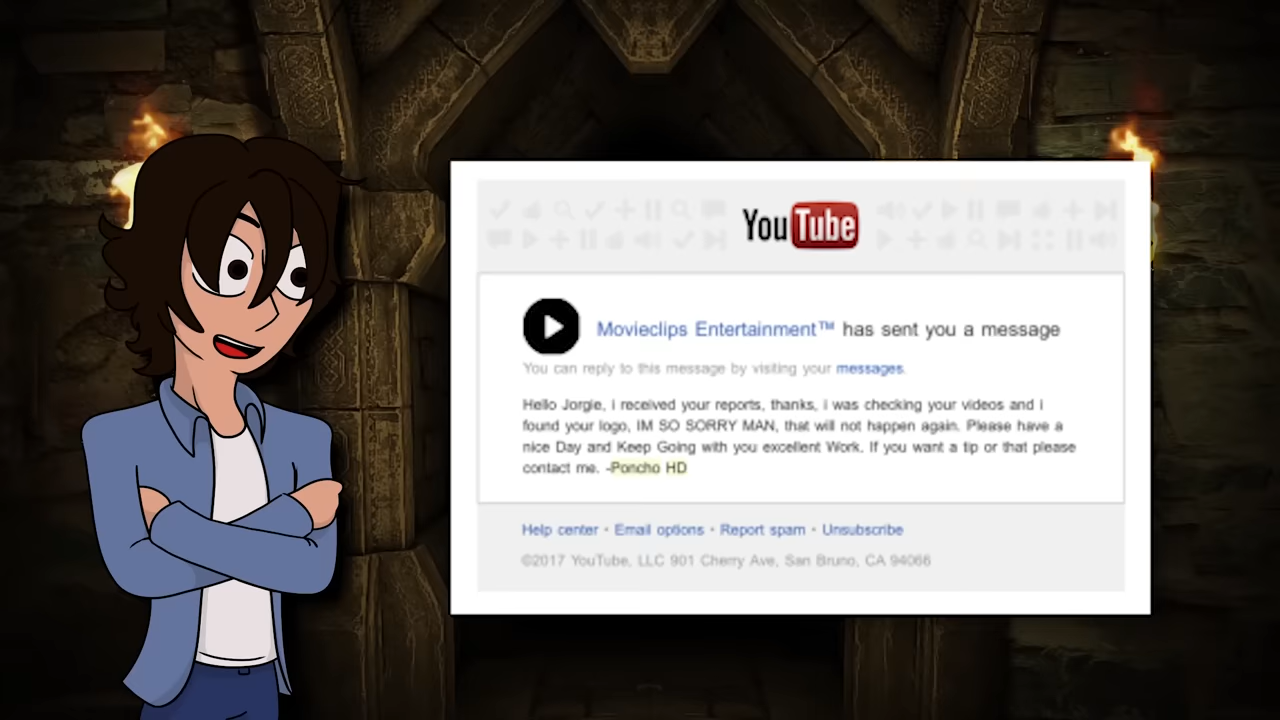 YouTube
Movieclips Entertainment™ has sent you a message
You can reply to this message by visiting your messages.
Hello Jorgie, i received your reports, thanks, i was checking your videos and i
found your logo, IM SO SORRY MAN, that will not happen again. Please have a
nice Day and Keep Going with you excellent Work. If you want a tip or that please
contact me. -Poncho HD
Help center • Email options • Report spam • Unsubscribe
©2017 YouTube, LLC 901 Cherry Ave, San Bruno, CA 94066